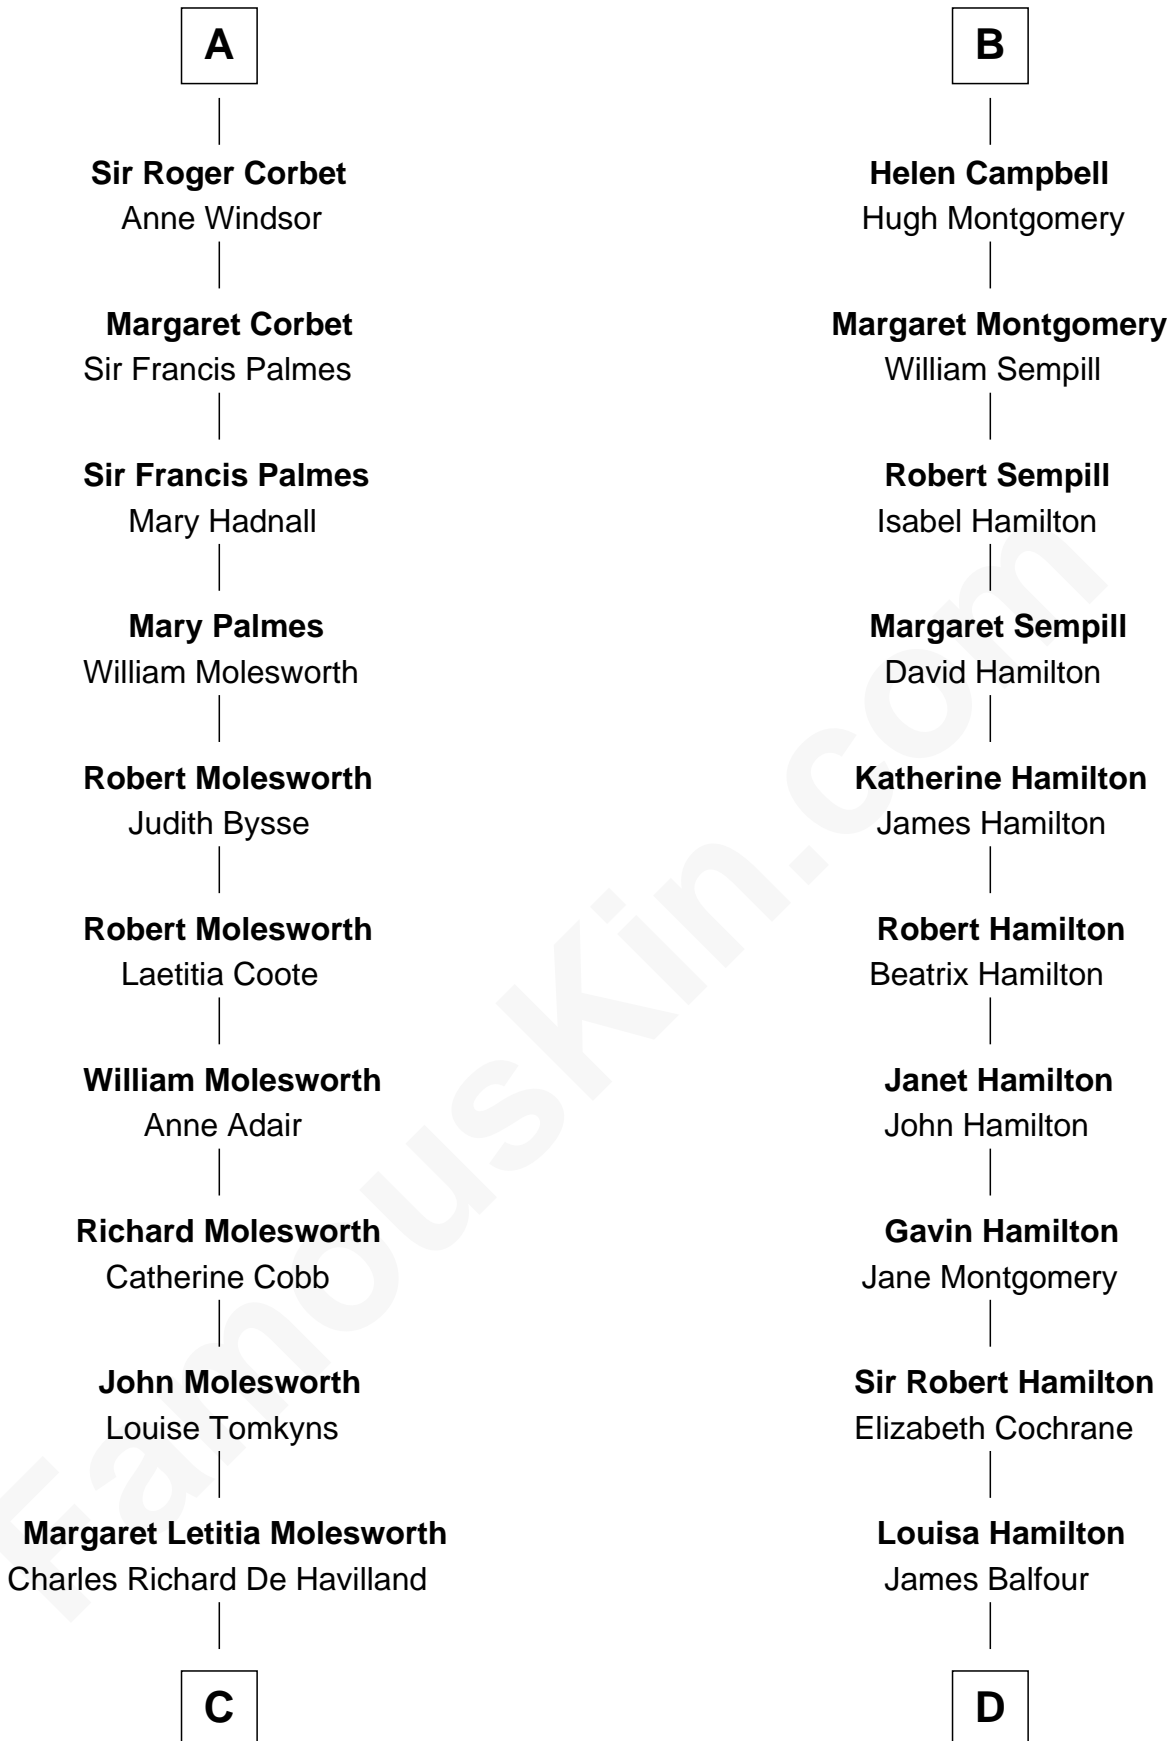 A
Sir Roger Corbet
Anne Windsor
Margaret Corbet
Sir Francis Palmes
Sir Francis Palmes
Mary Hadnall
Mary Palmes
William Molesworth
Robert Molesworth
Judith Bysse
Robert Molesworth
Laetitia Coote
William Molesworth
Anne Adair
Richard Molesworth
Catherine Cobb
John Molesworth
Louise Tomkyns
Margaret Letitia Molesworth
Charles Richard De Havilland
C
B
Helen Campbell
Hugh Montgomery
Margaret Montgomery
William Sempill
Robert Sempill
Isabel Hamilton
Margaret Sempill
David Hamilton
Katherine Hamilton
James Hamilton
Robert Hamilton
Beatrix Hamilton
Janet Hamilton
John Hamilton
Gavin Hamilton
Jane Montgomery
Sir Robert Hamilton
Elizabeth Cochrane
Louisa Hamilton
James Balfour
D
FamousKin.com